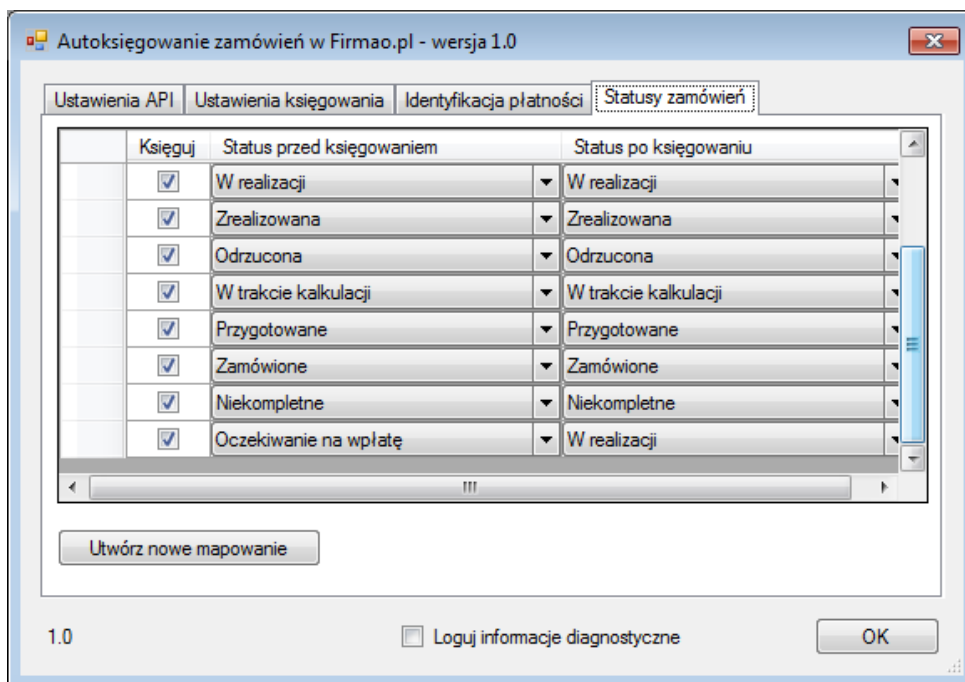 Autoksięgowanie zamówień w Firmao.pl - wersja 1.0
Ustawienia API Ustawienia księgowania Identyfikacja płatności Statusy zamówień
Księguj Status przed księgowaniem Status po księgowaniu
W realizacji W realizacji
Zrealizowana Zrealizowana
Odrzucona Odrzucona
W trakcie kalkulacji W trakcie kalkulacji
Przygotowane Przygotowane
Zamówione Zamówione
Niekompletne Niekompletne
Oczekiwanie na wpłatę W realizacji
Utwórz nowe mapowanie
1.0 Loguj informacje diagnostyczne OK